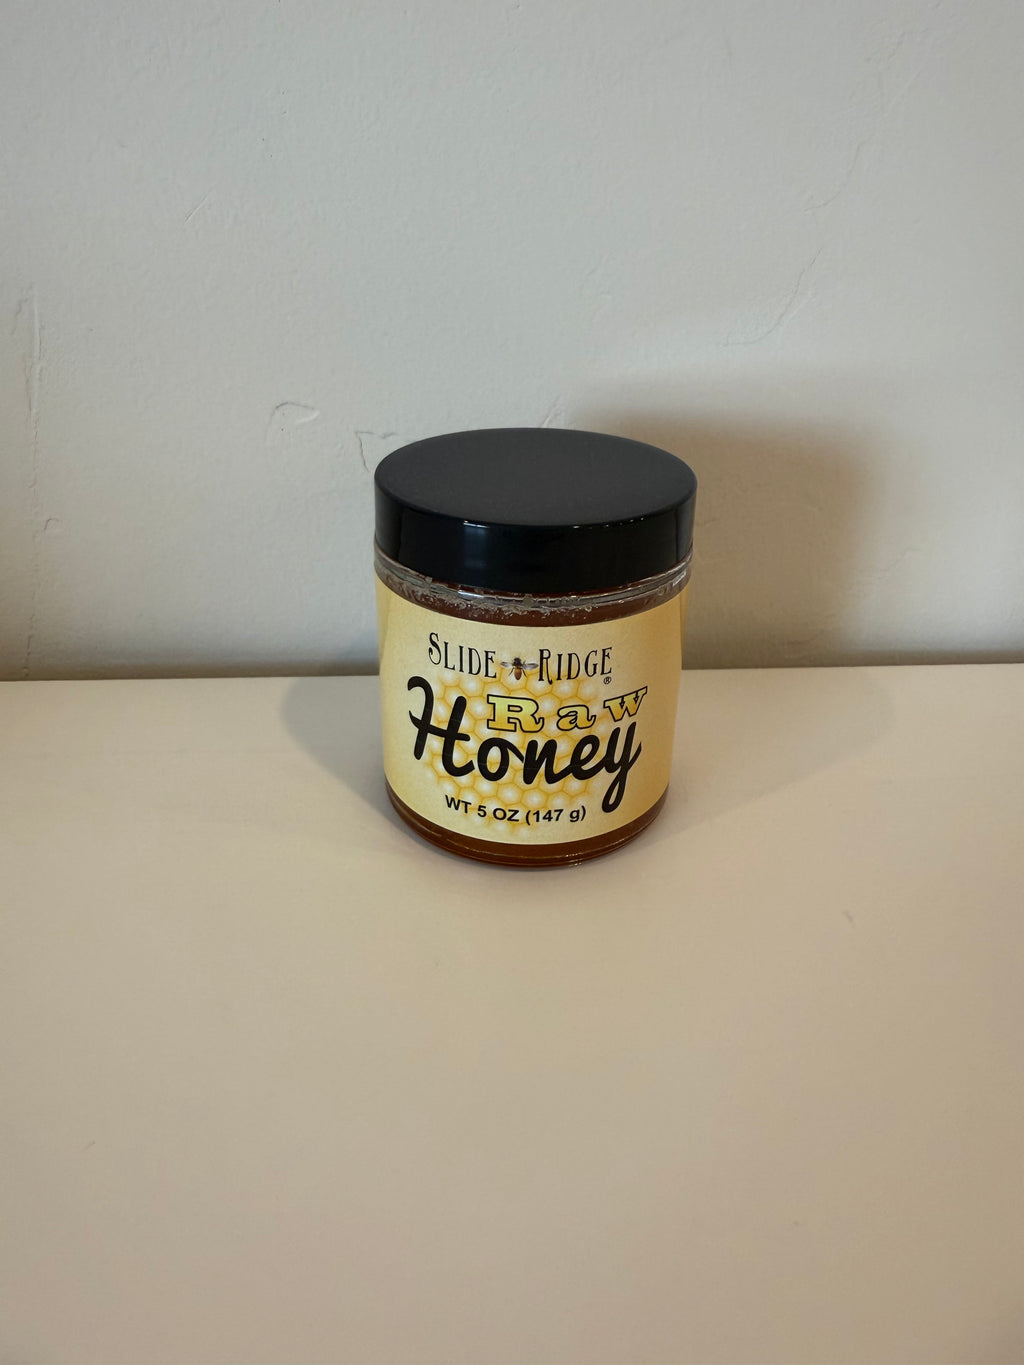 SLIDE RIDGE®
Raw
Honey
WT 5 OZ (147 g)